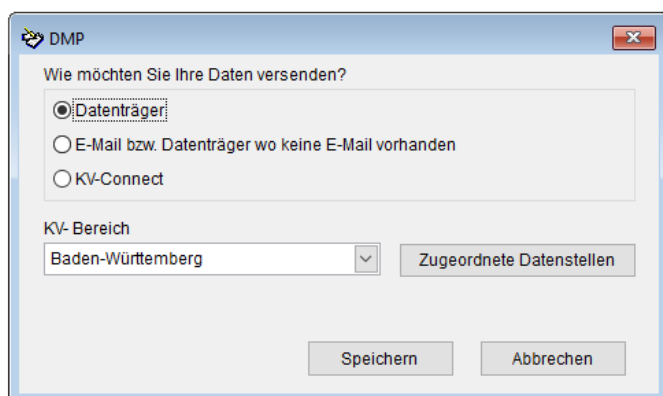 DMP
Wie möchten Sie Ihre Daten versenden?
Datenträger
E-Mail bzw. Datenträger wo keine E-Mail vorhanden
KV-Connect
KV- Bereich
Baden-Württemberg
Zugeordnete Datenstellen
Speichern
Abbrechen